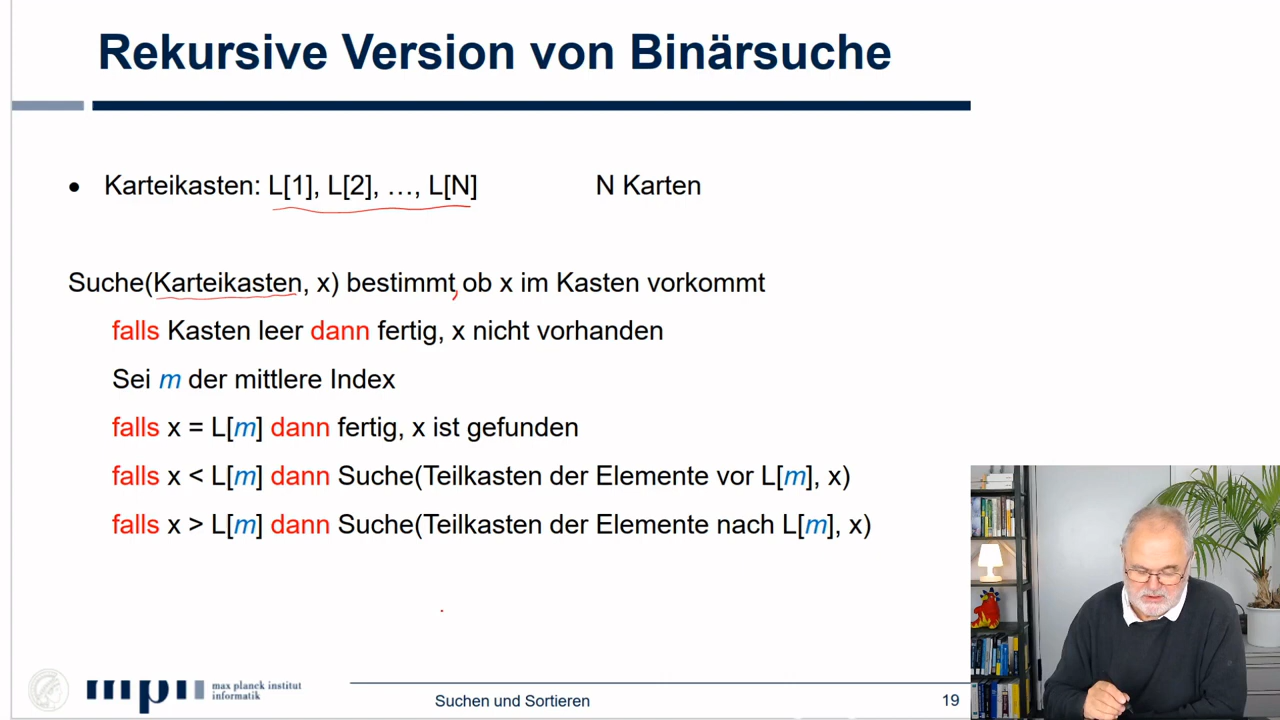 Rekursive Version von Binärsuche
• Karteikasten: L[1], L[2], …, L[N] N Karten
Suche(Karteikasten, x) bestimmt, ob x im Kasten vorkommt
falls Kasten leer dann fertig, x nicht vorhanden
Sei m der mittlere Index
falls x = L[m] dann fertig, x ist gefunden
falls x < L[m] dann Suche(Teilkasten der Elemente vor L[m], x)
falls x > L[m] dann Suche(Teilkasten der Elemente nach L[m], x)
max planck institut
informatik
Suchen und Sortieren 19